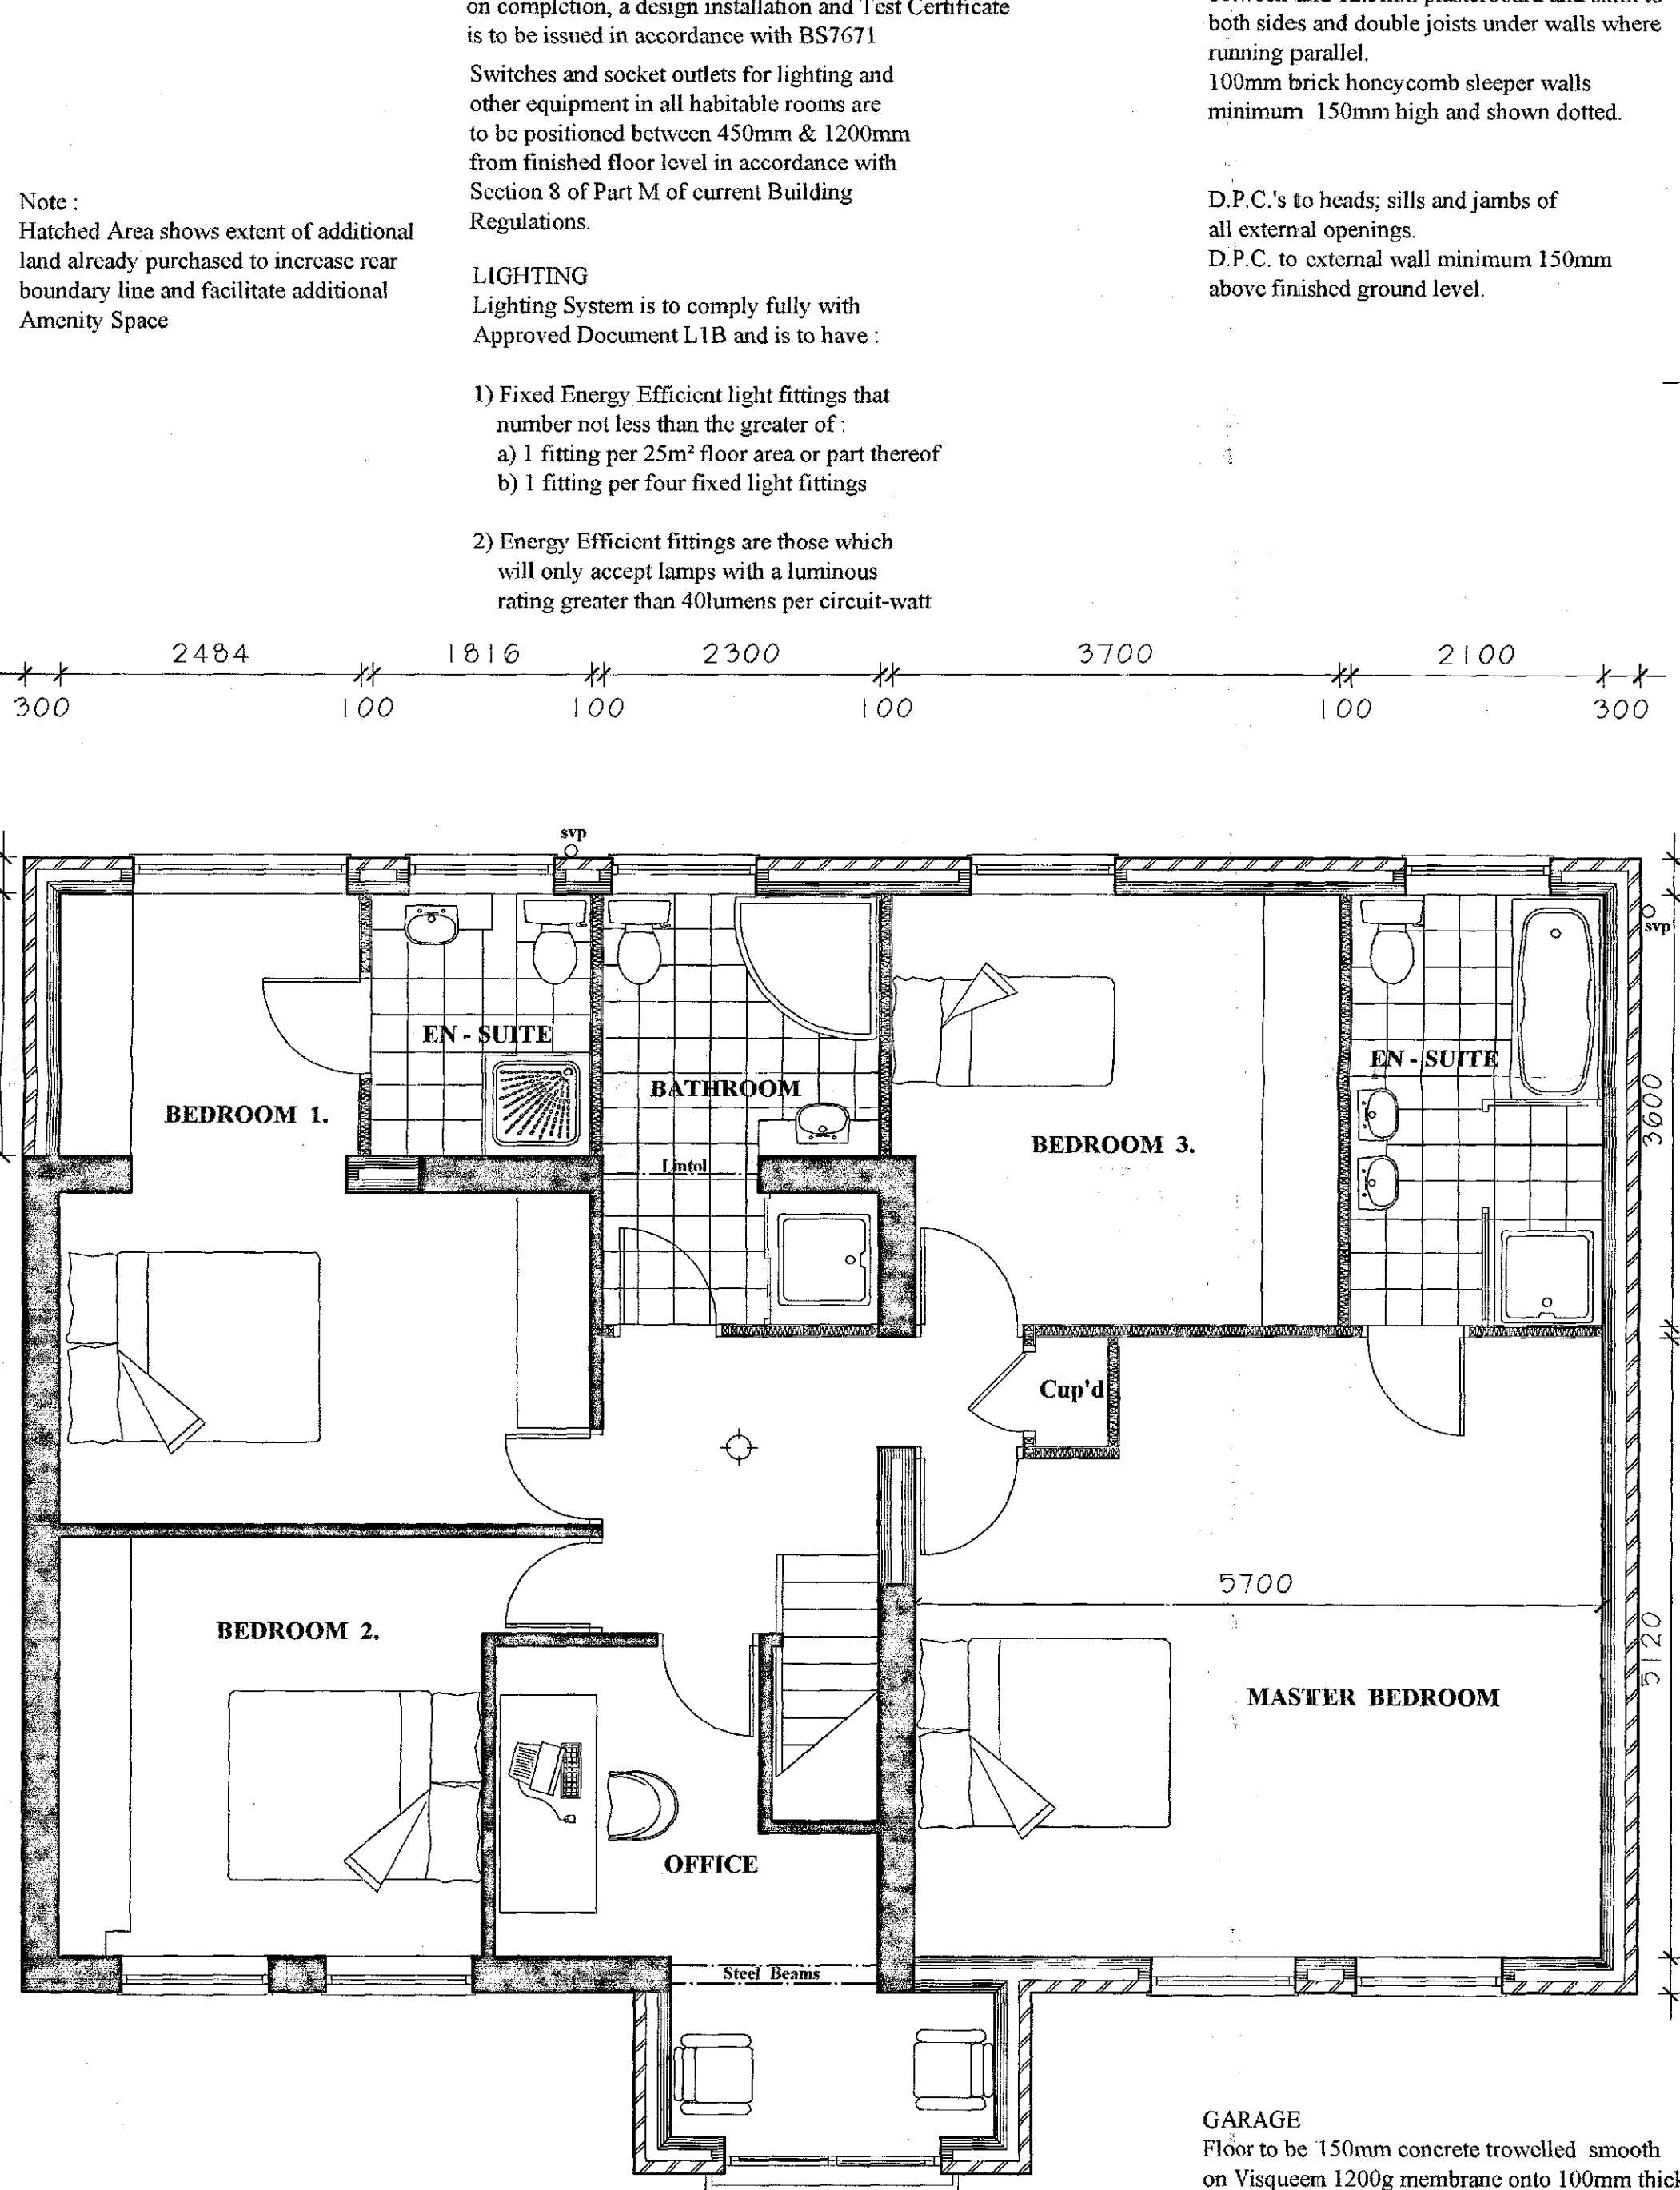 on completion, a design installation and Test Certificate
is to be issued in accordance with BS7671
Switches and socket outlets for lighting and
other equipment in all habitable rooms are
to be positioned between 450mm & 1200mm
from finished floor level in accordance with
Section 8 of Part M of current Building
Regulations.
both sides and double joists under walls where
running parallel.
100mm brick honeycomb sleeper walls
minimum 150mm high and shown dotted.
Note :
Hatched Area shows extent of additional
land already purchased to increase rear
boundary line and facilitate additional
Amenity Space
D.P.C.'s to heads; sills and jambs of
all external openings.
D.P.C. to external wall minimum 150mm
above finished ground level.
LIGHTING
Lighting System is to comply fully with
Approved Document L1B and is to have :
1) Fixed Energy Efficient light fittings that
number not less than the greater of :
a) 1 fitting per 25m² floor area or part thereof
b) 1 fitting per four fixed light fittings
2) Energy Efficient fittings are those which
will only accept lamps with a luminous
rating greater than 40lumens per circuit-watt
2484 1816 2300 3700 2100
300 100 100 100 100 300
svp
svp
EN - SUITE
BATHROOM
EN - SUITE
BEDROOM 1.
BEDROOM 3.
3600
Lintol
Cup'd
5700
BEDROOM 2.
5120
MASTER BEDROOM
OFFICE
Steel Beams
GARAGE
Floor to be 150mm concrete trowelled smooth
on Visqueem 1200g membrane onto 100mm thick